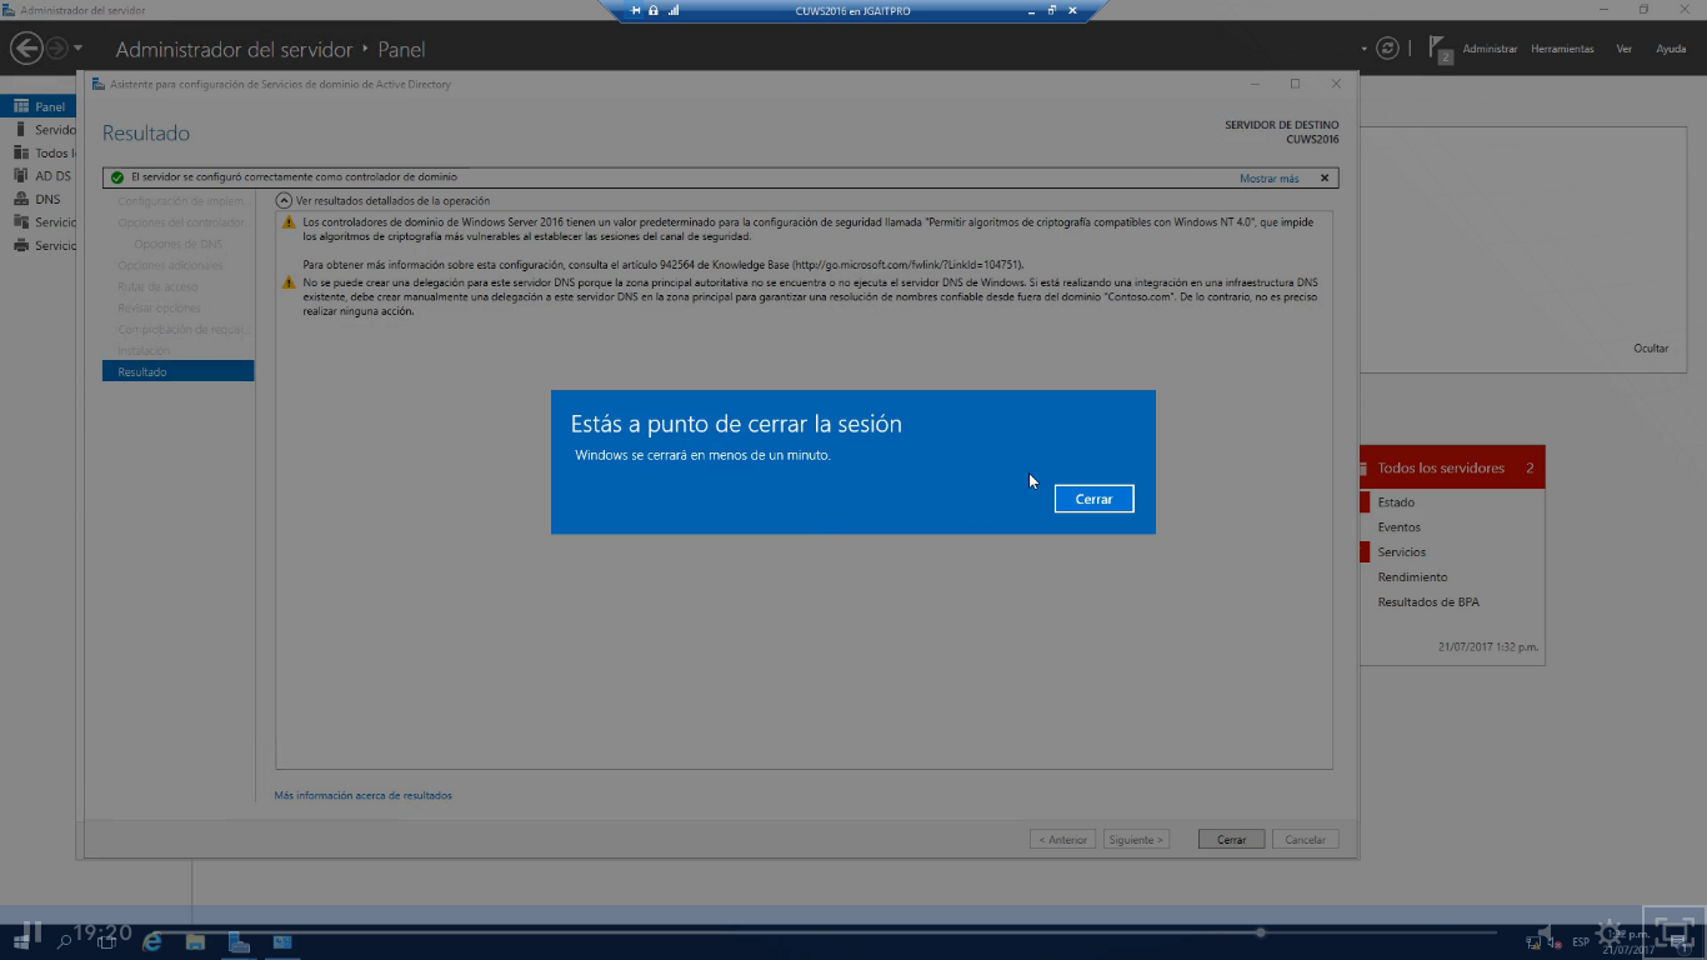 Administrador del servidor
CUWS2016 en JGAITPRO
Administrador del servidor ‣ Panel
2
Administrar Herramientas Ver Ayuda
Asistente para configuración de Servicios de dominio de Active Directory
Panel
Servido
Todos l
AD DS
DNS
Servicio
Servicio
Resultado
SERVIDOR DE DESTINO
CUWS2016
El servidor se configuró correctamente como controlador de dominio
Mostrar más
Configuración de implem...
Opciones del controlador
Opciones de DNS
Opciones adicionales
Rutas de acceso
Revisar opciones
Comprobación de requisi...
Instalación
Resultado
Ver resultados detallados de la operación
Los controladores de dominio de Windows Server 2016 tienen un valor predeterminado para la configuración de seguridad llamada "Permitir algoritmos de criptografía compatibles con Windows NT 4.0", que impide
los algoritmos de criptografía más vulnerables al establecer las sesiones del canal de seguridad.
Para obtener más información sobre esta configuración, consulta el artículo 942564 de Knowledge Base (http://go.microsoft.com/fwlink/?LinkId=104751).
No se puede crear una delegación para este servidor DNS porque la zona principal autoritativa no se encuentra o no ejecuta el servidor DNS de Windows. Si está realizando una integración en una infraestructura DNS
existente, debe crear manualmente una delegación a este servidor DNS en la zona principal para garantizar una resolución de nombres confiable desde fuera del dominio "Contoso.com". De lo contrario, no es preciso
realizar ninguna acción.
Ocultar
Estás a punto de cerrar la sesión
Windows se cerrará en menos de un minuto.
Cerrar
Todos los servidores 2
Estado
Eventos
Servicios
Rendimiento
Resultados de BPA
21/07/2017 1:32 p.m.
Más información acerca de resultados
< Anterior Siguiente > Cerrar Cancelar
19:20
ESP
21/07/2017